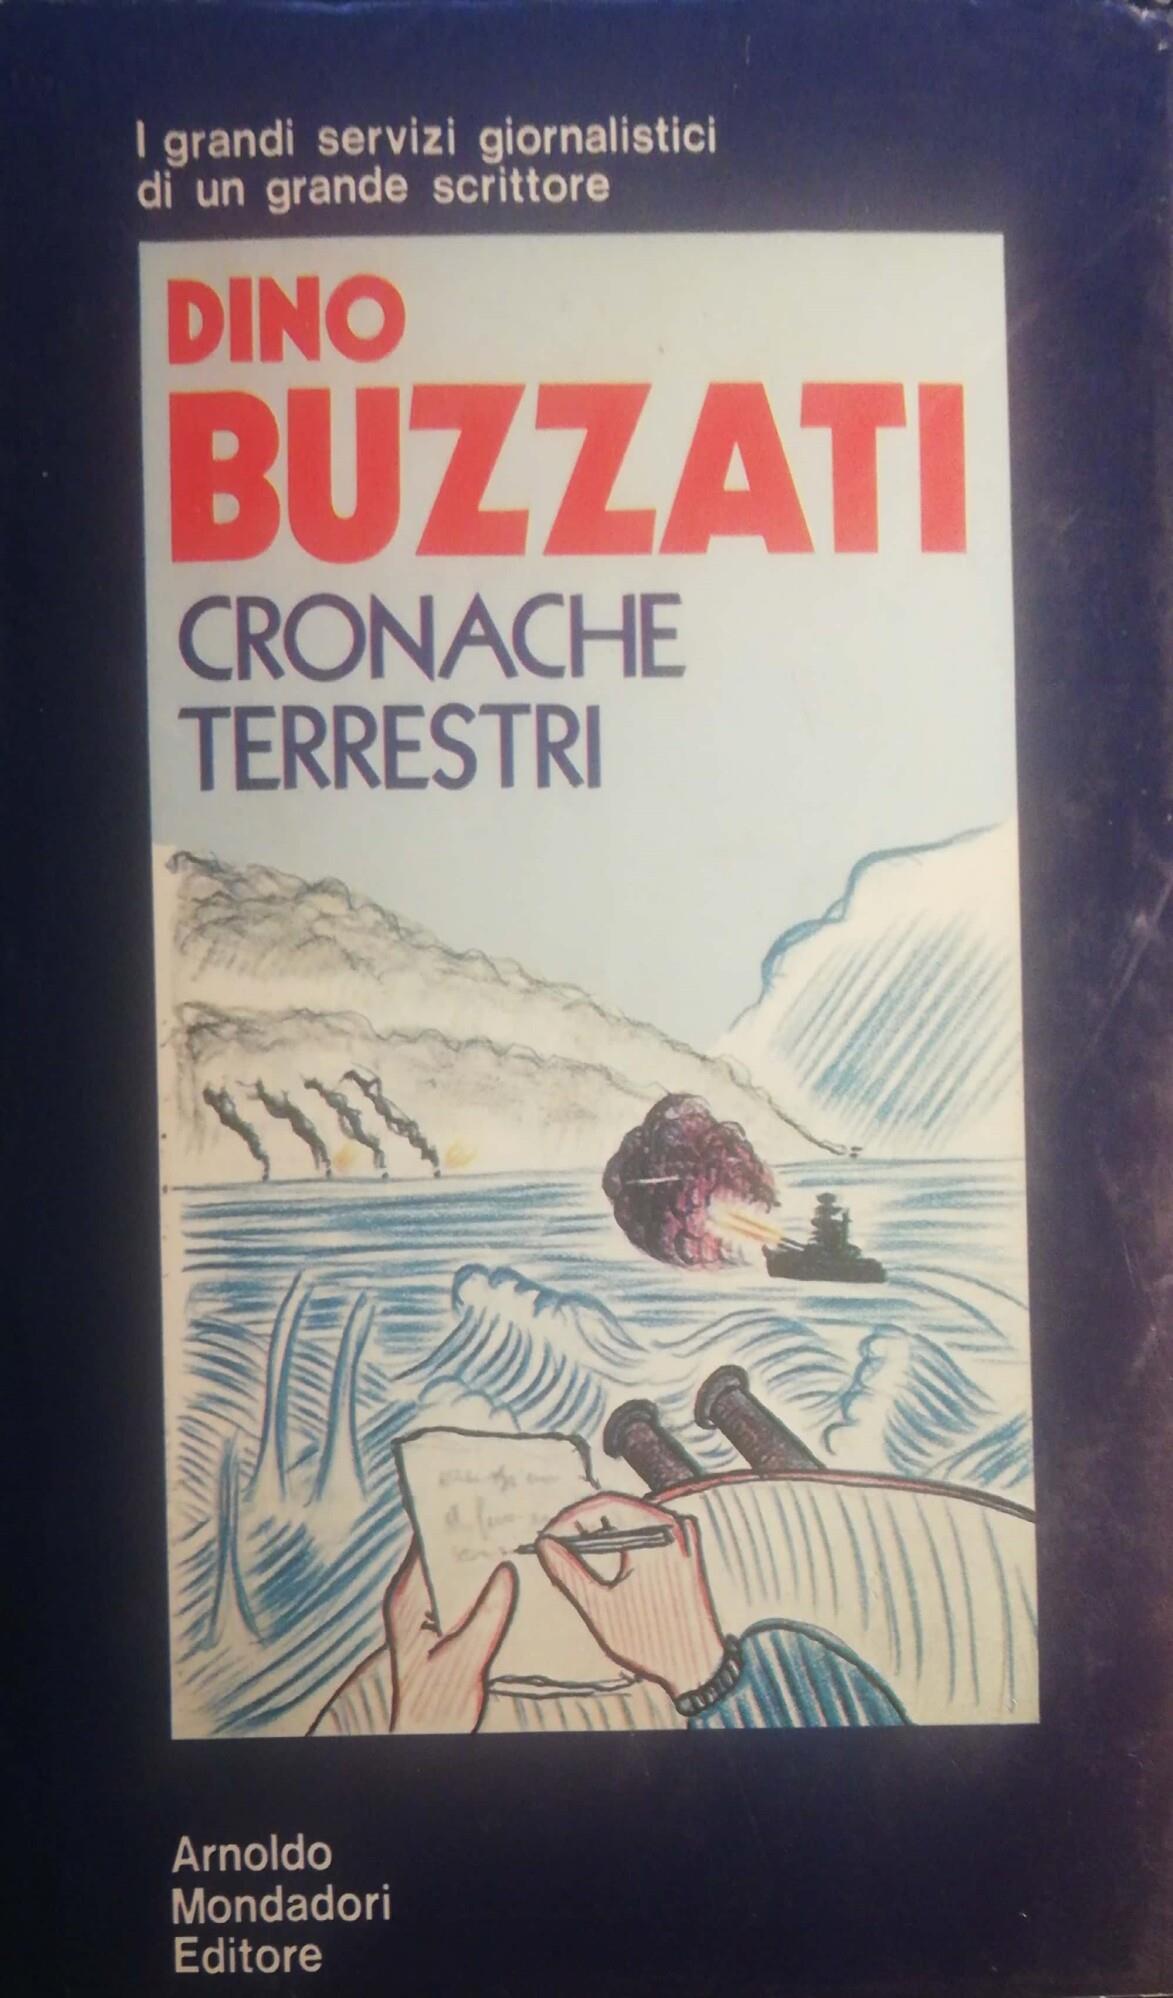 I grandi servizi giornalistici
di un grande scrittore
DINO
BUZZATI
CRONACHE
TERRESTRI
Arnoldo
Mondadori
Editore